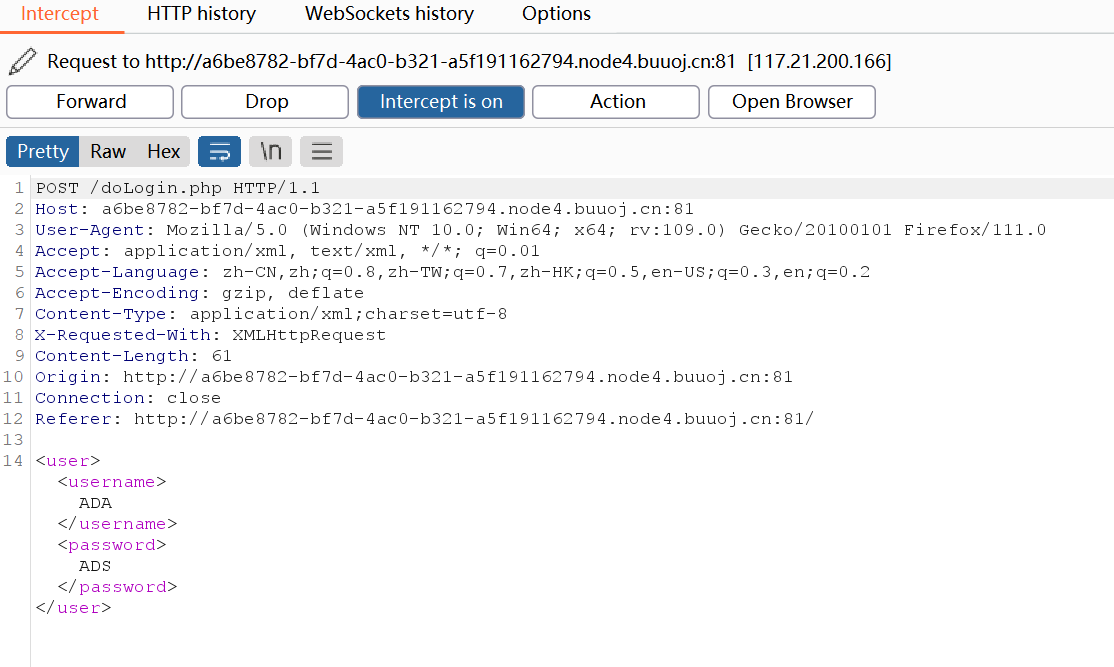 Intercept HTTP history WebSockets history Options
Request to http://a6be8782-bf7d-4ac0-b321-a5f191162794.node4.buuoj.cn:81 [117.21.200.166]
Forward Drop Intercept is on Action Open Browser
Pretty Raw Hex \n
1 POST /doLogin.php HTTP/1.1
2 Host: a6be8782-bf7d-4ac0-b321-a5f191162794.node4.buuoj.cn:81
3 User-Agent: Mozilla/5.0 (Windows NT 10.0; Win64; x64; rv:109.0) Gecko/20100101 Firefox/111.0
4 Accept: application/xml, text/xml, */*; q=0.01
5 Accept-Language: zh-CN,zh;q=0.8,zh-TW;q=0.7,zh-HK;q=0.5,en-US;q=0.3,en;q=0.2
6 Accept-Encoding: gzip, deflate
7 Content-Type: application/xml;charset=utf-8
8 X-Requested-With: XMLHttpRequest
9 Content-Length: 61
10 Origin: http://a6be8782-bf7d-4ac0-b321-a5f191162794.node4.buuoj.cn:81
11 Connection: close
12 Referer: http://a6be8782-bf7d-4ac0-b321-a5f191162794.node4.buuoj.cn:81/
13
14 <user>
<username>
ADA
</username>
<password>
ADS
</password>
</user>